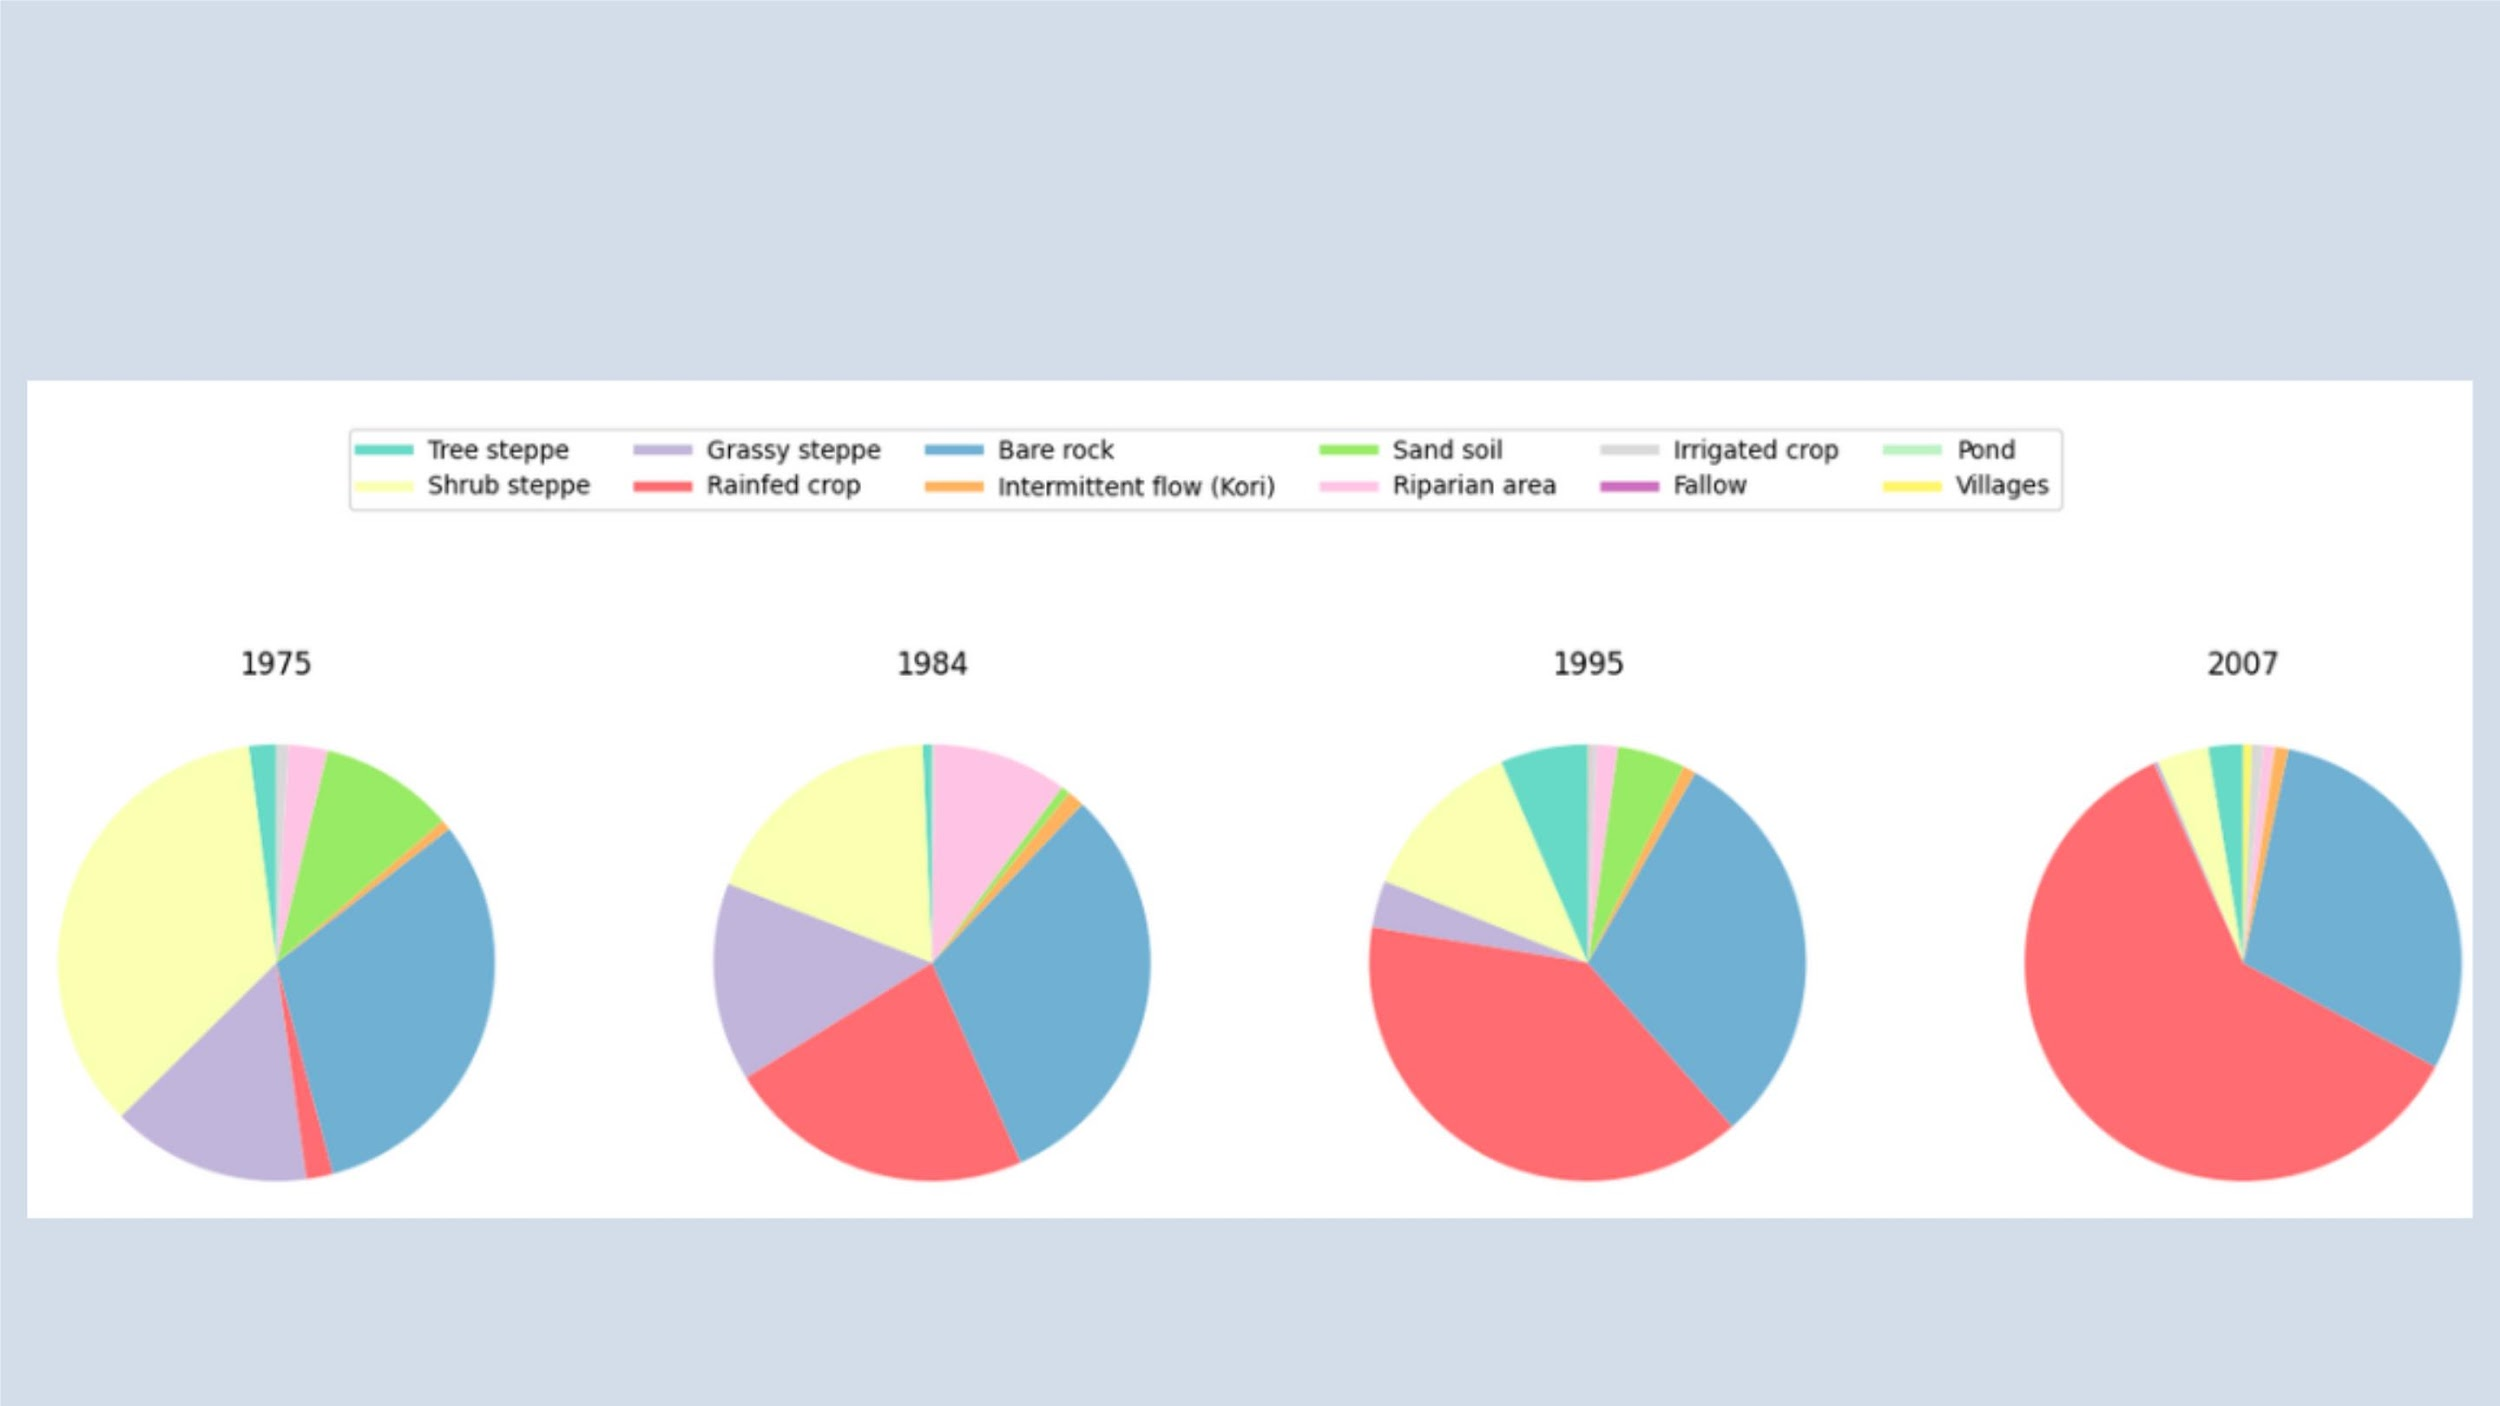 Tree steppe Grassy steppe Bare rock Sand soil Irrigated crop Pond
Shrub steppe Rainfed crop Intermittent flow (Kori) Riparian area Fallow Villages
1975 1984 1995 2007